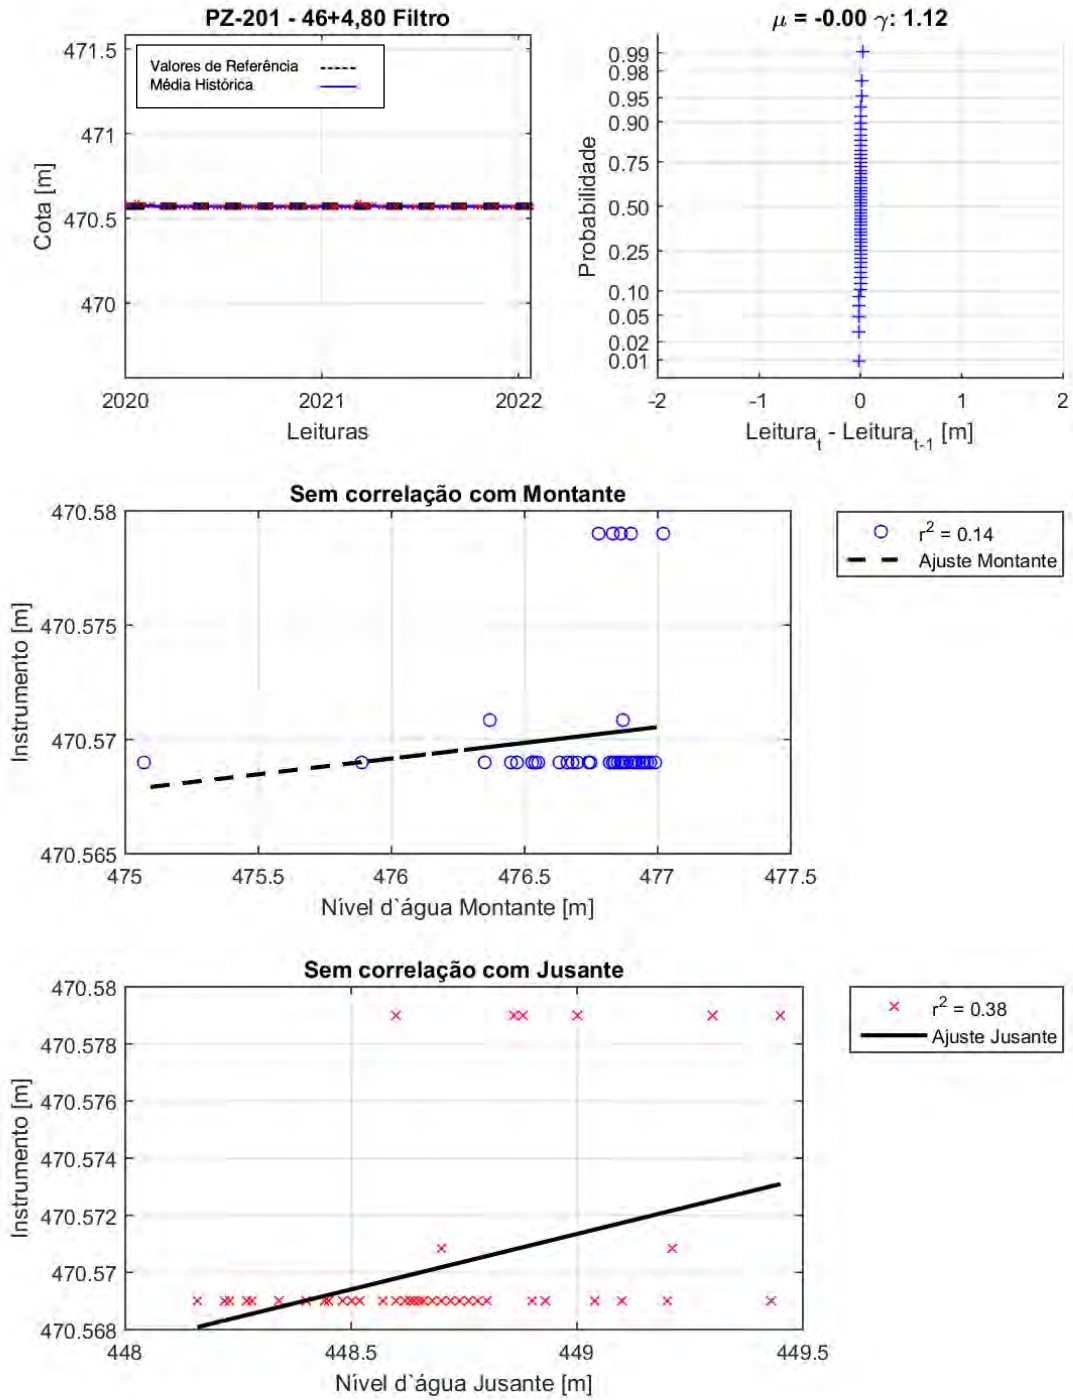 PZ-201 - 46+4,80 Filtro
471.5
471
470.5
470
Cota [m]
Valores de Referência
Média Histórica
2020
2021
2022
Leituras
μ = -0.00 γ: 1.12
0.99
0.98
0.95
0.90
0.75
0.50
0.25
0.10
0.05
0.02
0.01
Probabilidade
-2
-1
0
1
2
Leitura_t - Leitura_t-1 [m]
Sem correlação com Montante
470.58
470.575
470.57
470.565
Instrumento [m]
475
475.5
476
476.5
477
477.5
Nível d`água Montante [m]
r² = 0.14
Ajuste Montante
Sem correlação com Jusante
470.58
470.578
470.576
470.574
470.572
470.57
470.568
Instrumento [m]
448
448.5
449
449.5
Nível d`água Jusante [m]
r² = 0.38
Ajuste Jusante